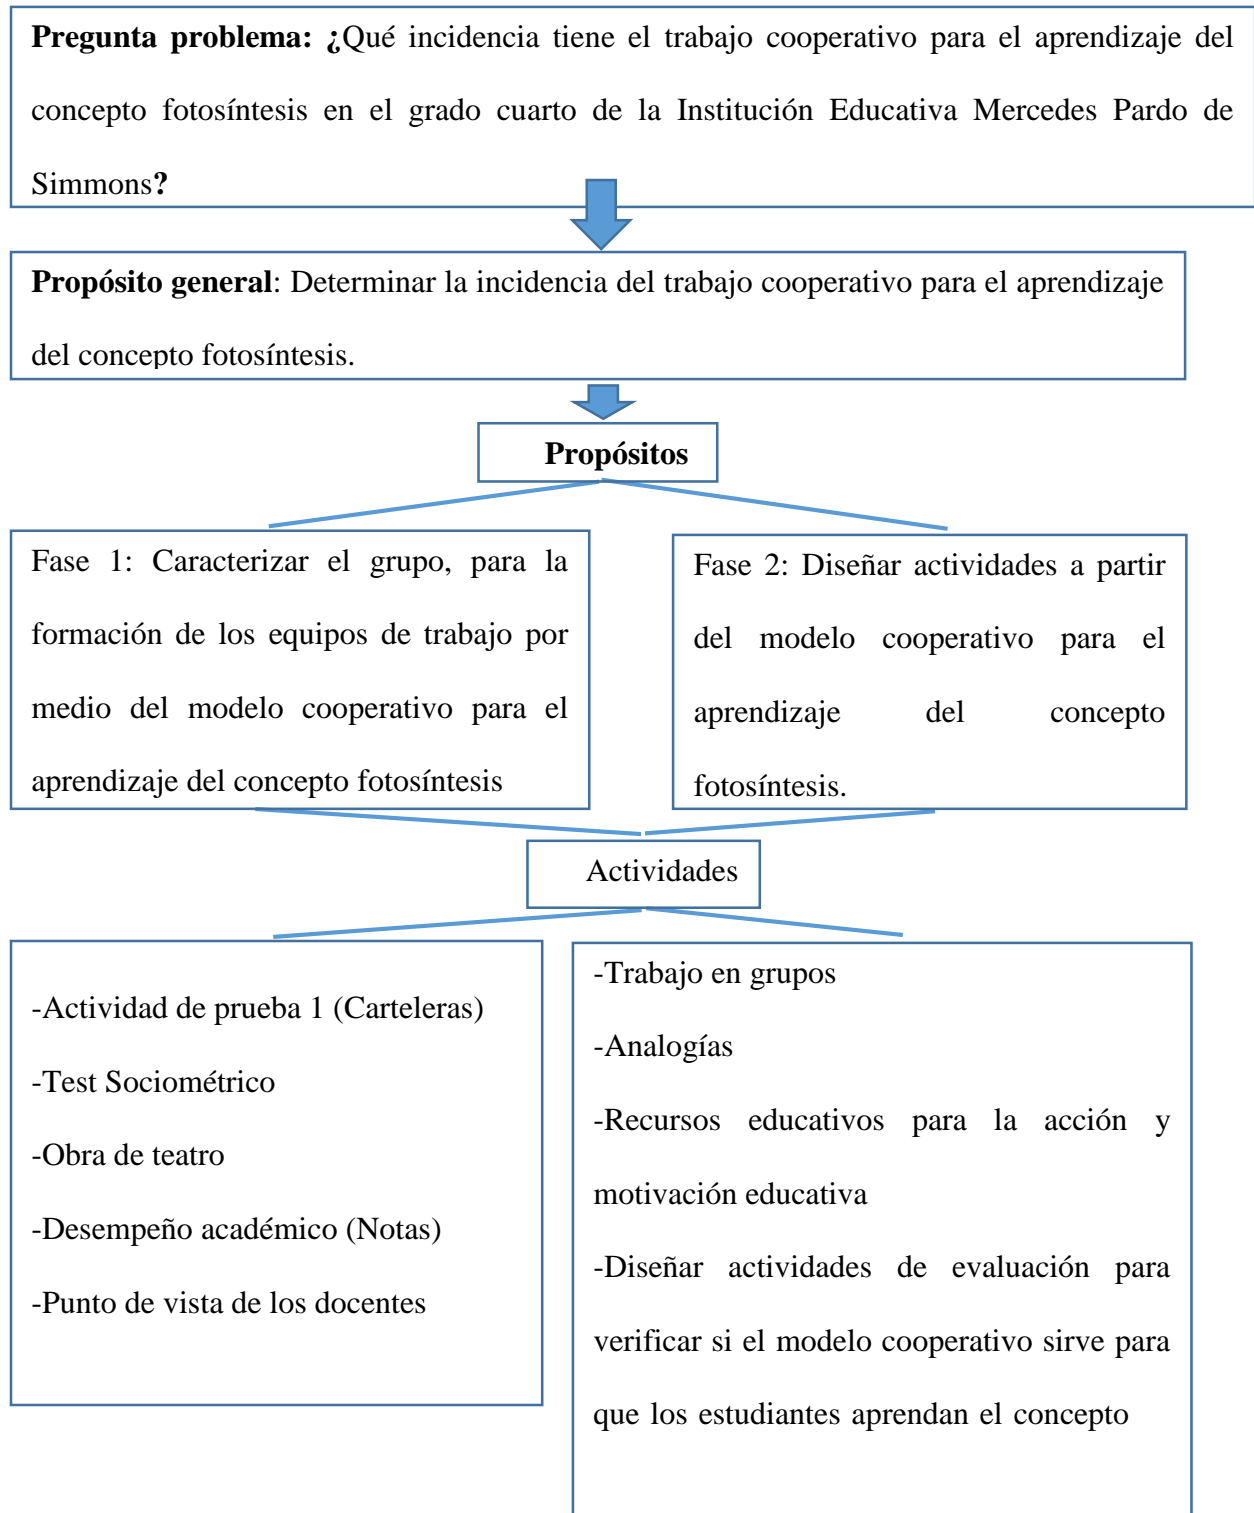 Pregunta problema: ¿Qué incidencia tiene el trabajo cooperativo para el aprendizaje del
concepto fotosíntesis en el grado cuarto de la Institución Educativa Mercedes Pardo de
Simmons?
Propósito general: Determinar la incidencia del trabajo cooperativo para el aprendizaje
del concepto fotosíntesis.
Propósitos
Fase 1: Caracterizar el grupo, para la
formación de los equipos de trabajo por
medio del modelo cooperativo para el
aprendizaje del concepto fotosíntesis
Fase 2: Diseñar actividades a partir
del modelo cooperativo para el
aprendizaje del concepto
fotosíntesis.
Actividades
-Actividad de prueba 1 (Carteleras)
-Test Sociométrico
-Obra de teatro
-Desempeño académico (Notas)
-Punto de vista de los docentes
-Trabajo en grupos
-Analogías
-Recursos educativos para la acción y
motivación educativa
-Diseñar actividades de evaluación para
verificar si el modelo cooperativo sirve para
que los estudiantes aprendan el concepto